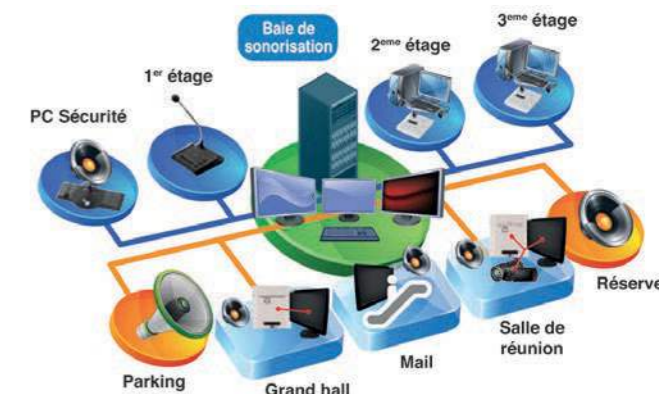 Baie de
sonorisation
3eme étage
2eme étage
1er étage
PC Sécurité
Réserve
Salle de
réunion
Mail
Parking
Grand hall